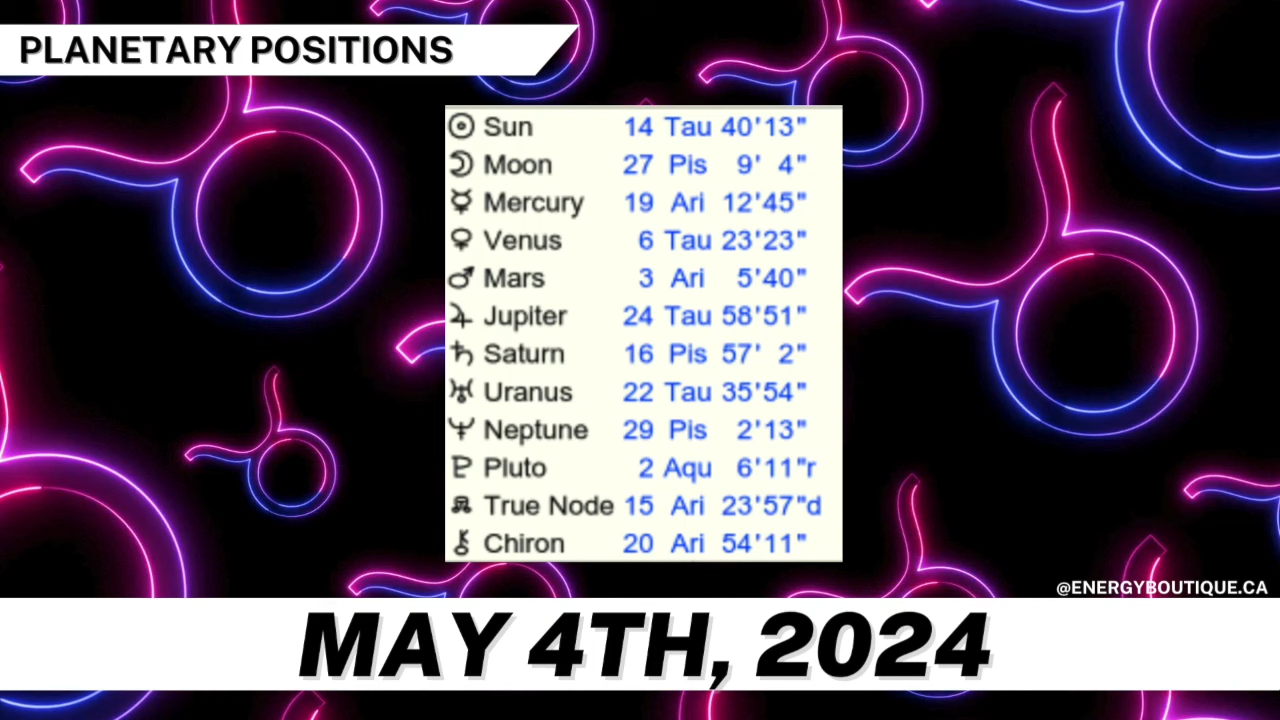 PLANETARY POSITIONS
Sun 14 Tau 40'13"
Moon 27 Pis 9' 4"
Mercury 19 Ari 12'45"
Venus 6 Tau 23'23"
Mars 3 Ari 5'40"
Jupiter 24 Tau 58'51"
Saturn 16 Pis 57' 2"
Uranus 22 Tau 35'54"
Neptune 29 Pis 2'13"
Pluto 2 Aqu 6'11"r
True Node 15 Ari 23'57"d
Chiron 20 Ari 54'11"
@ENERGYBOUTIQUE.CA
MAY 4TH, 2024